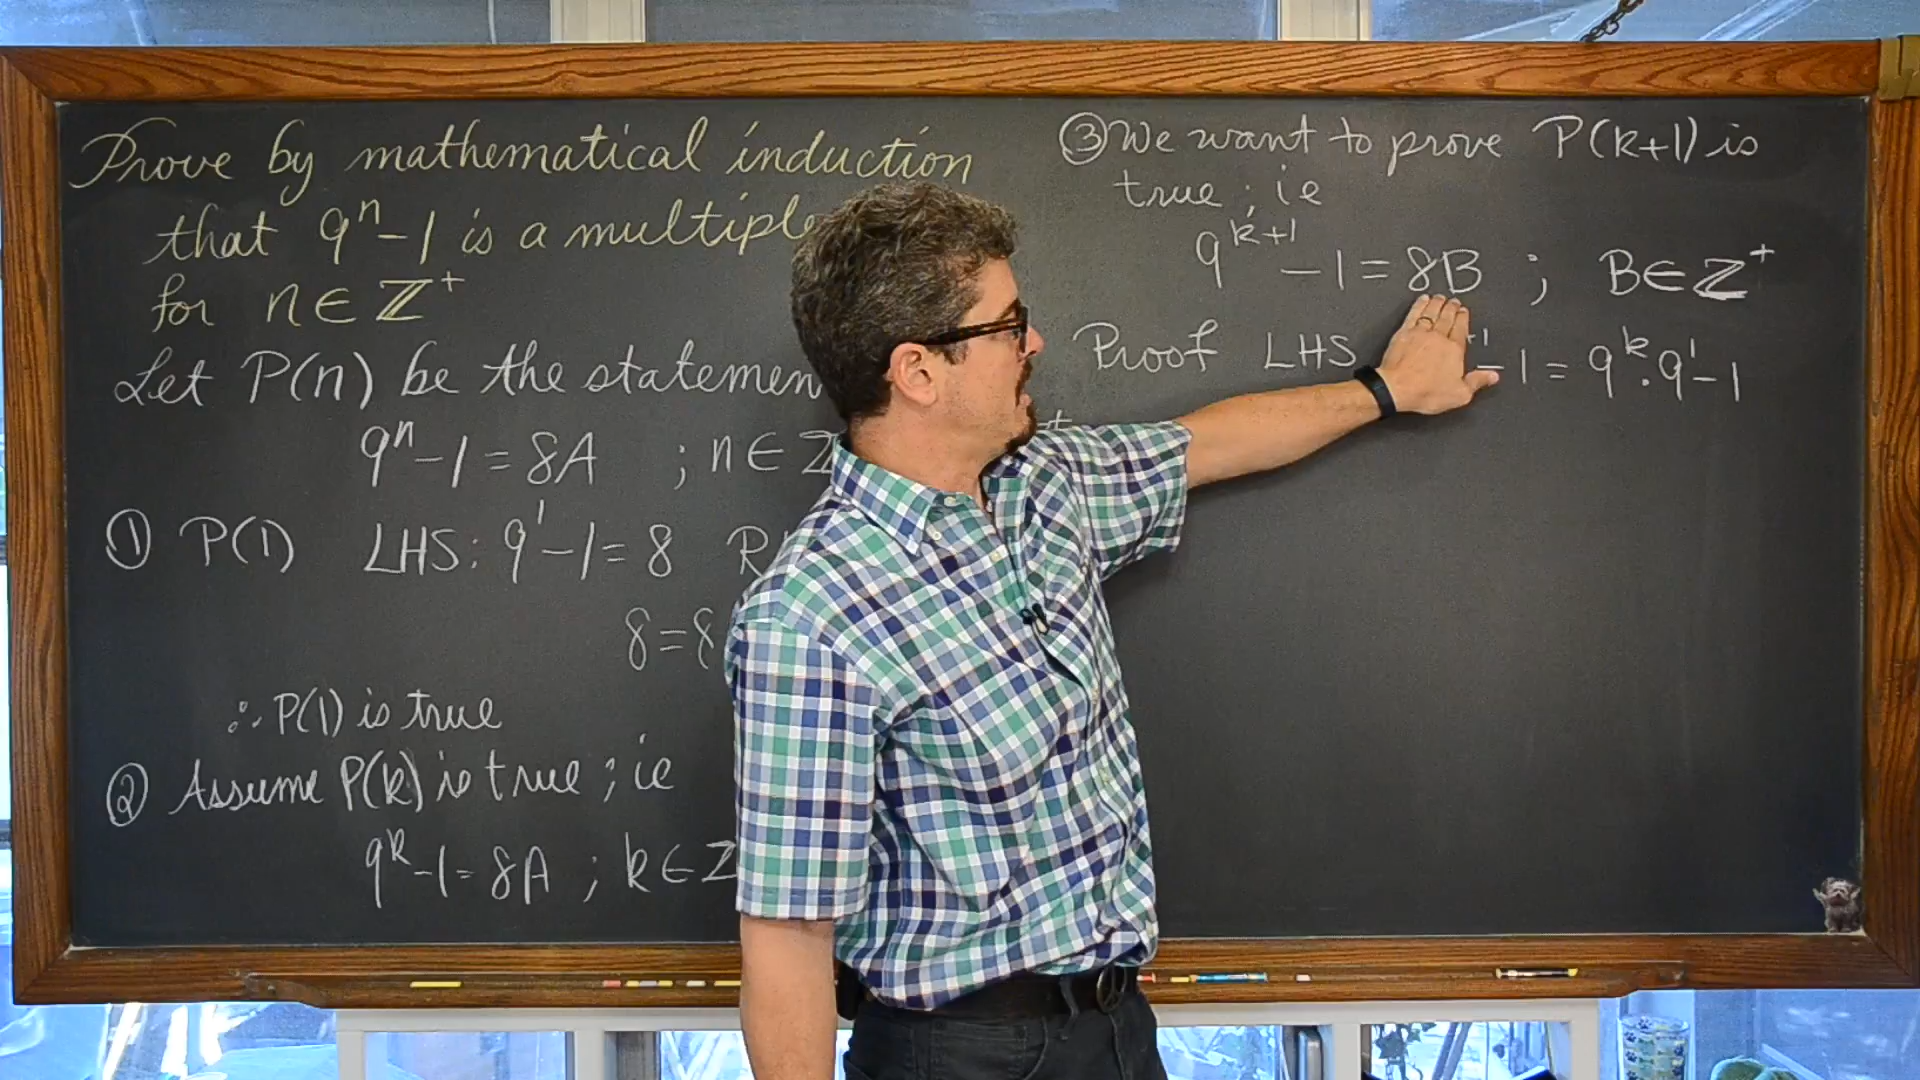 Prove by mathematical induction
that 9ⁿ-1 is a multiple
for n∈ℤ⁺
Let P(n) be the statemen
9ⁿ-1=8A ; n∈ℤ
① P(1) LHS: 9¹-1=8 R
8=8
∴ P(1) is true
② Assume P(k) is true ; ie
9ᵏ-1=8A ; k∈ℤ
③ We want to prove P(k+1) is
true ; ie
9ᵏ⁺¹-1=8B ; B∈ℤ⁺
Proof LHS -1=9ᵏ·9¹-1